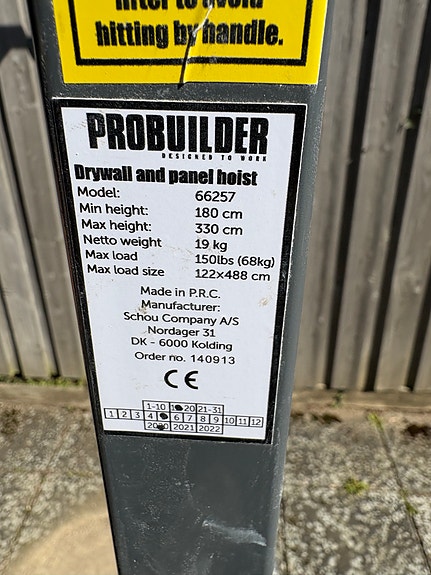 lifter to avoid
hitting by handle.
PROBUILDER
DESIGNED TO WORK
Drywall and panel hoist
Model: 66257
Min height: 180 cm
Max height: 330 cm
Netto weight 19 kg
Max load 150lbs (68kg)
Max load size 122x488 cm
Made in P.R.C.
Manufacturer:
Schou Company A/S
Nordager 31
DK - 6000 Kolding
Order no. 140913
CE
1-10 20 21-31
1 2 3 4 6 7 8 9 10 11 12
2021 2022